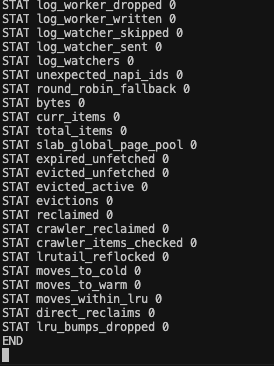 STAT log_worker_dropped 0
STAT log_worker_written 0
STAT log_watcher_skipped 0
STAT log_watcher_sent 0
STAT log_watchers 0
STAT unexpected_napi_ids 0
STAT round_robin_fallback 0
STAT bytes 0
STAT curr_items 0
STAT total_items 0
STAT slab_global_page_pool 0
STAT expired_unfetched 0
STAT evicted_unfetched 0
STAT evicted_active 0
STAT evictions 0
STAT reclaimed 0
STAT crawler_reclaimed 0
STAT crawler_items_checked 0
STAT lrutail_reflocked 0
STAT moves_to_cold 0
STAT moves_to_warm 0
STAT moves_within_lru 0
STAT direct_reclaims 0
STAT lru_bumps_dropped 0
END